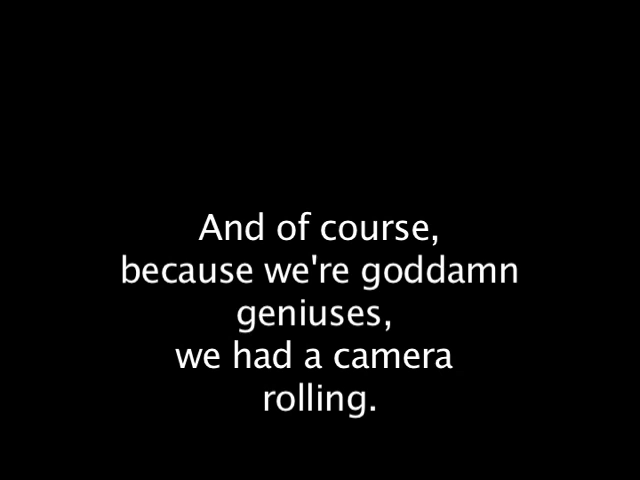 And of course,
because we're goddamn
geniuses,
we had a camera
rolling.